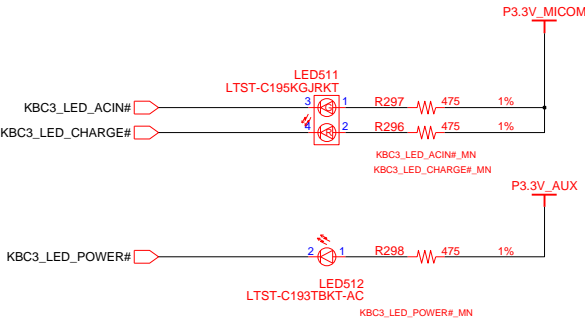 P3.3V_MICOM
LED511
LTST-C195KGJRKT
KBC3_LED_ACIN# 3 1 R297 475 1%
KBC3_LED_CHARGE# 4 2 R296 475 1%
KBC3_LED_ACIN#_MN
KBC3_LED_CHARGE#_MN
P3.3V_AUX
KBC3_LED_POWER# 2 1 R298 475 1%
LED512
LTST-C193TBKT-AC
KBC3_LED_POWER#_MN